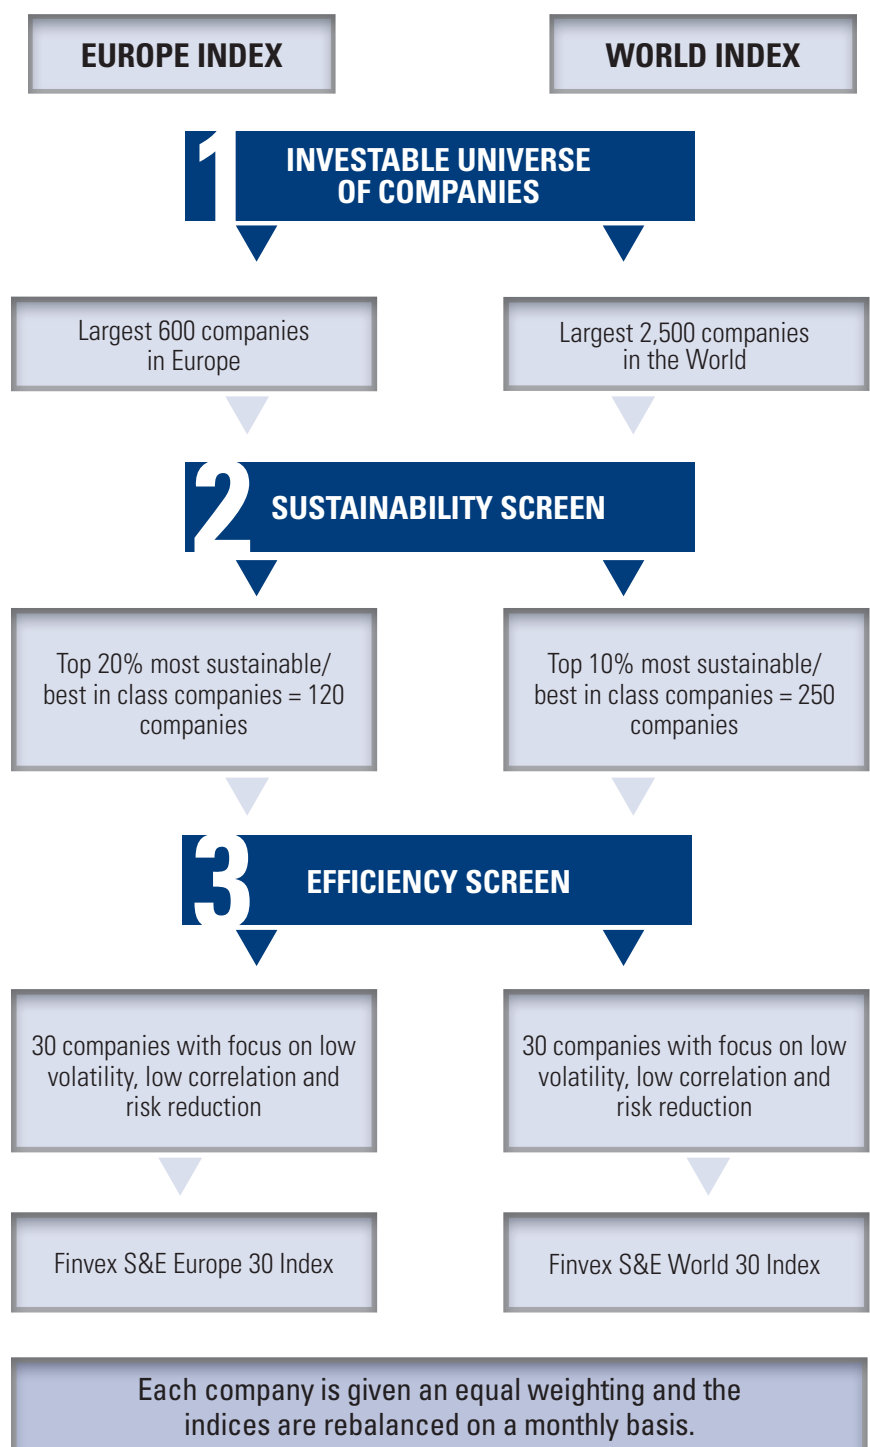 EUROPE INDEX
WORLD INDEX
1
INVESTABLE UNIVERSE
OF COMPANIES
Largest 600 companies
in Europe
Largest 2,500 companies
in the World
2
SUSTAINABILITY SCREEN
Top 20% most sustainable/
best in class companies = 120
companies
Top 10% most sustainable/
best in class companies = 250
companies
3
EFFICIENCY SCREEN
30 companies with focus on low
volatility, low correlation and
risk reduction
30 companies with focus on low
volatility, low correlation and
risk reduction
Finvex S&E Europe 30 Index
Finvex S&E World 30 Index
Each company is given an equal weighting and the
indices are rebalanced on a monthly basis.